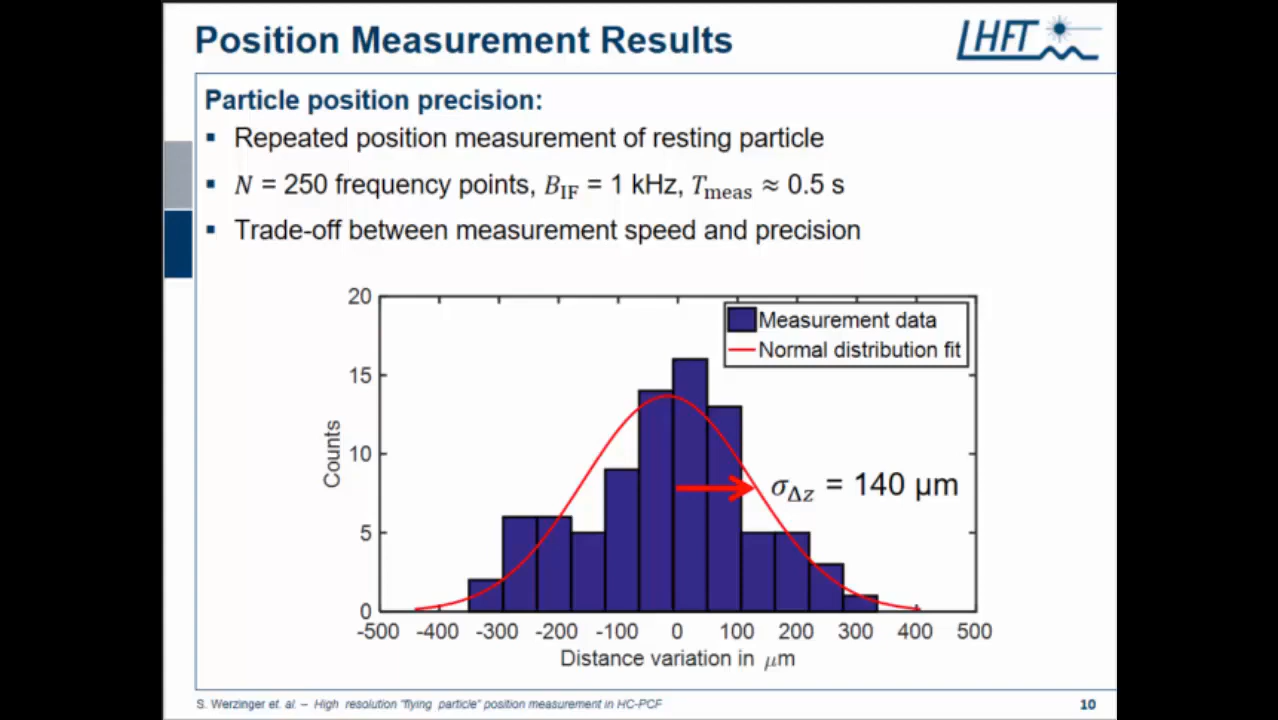 Position Measurement Results
LHFT
Particle position precision:
▪ Repeated position measurement of resting particle
▪ N = 250 frequency points, B_IF = 1 kHz, T_meas ≈ 0.5 s
▪ Trade-off between measurement speed and precision
20
15
10
5
0
Counts
Measurement data
Normal distribution fit
σ_Δz = 140 µm
-500 -400 -300 -200 -100 0 100 200 300 400 500
Distance variation in µm
S. Werzinger et. al. – High resolution "flying particle" position measurement in HC-PCF
10